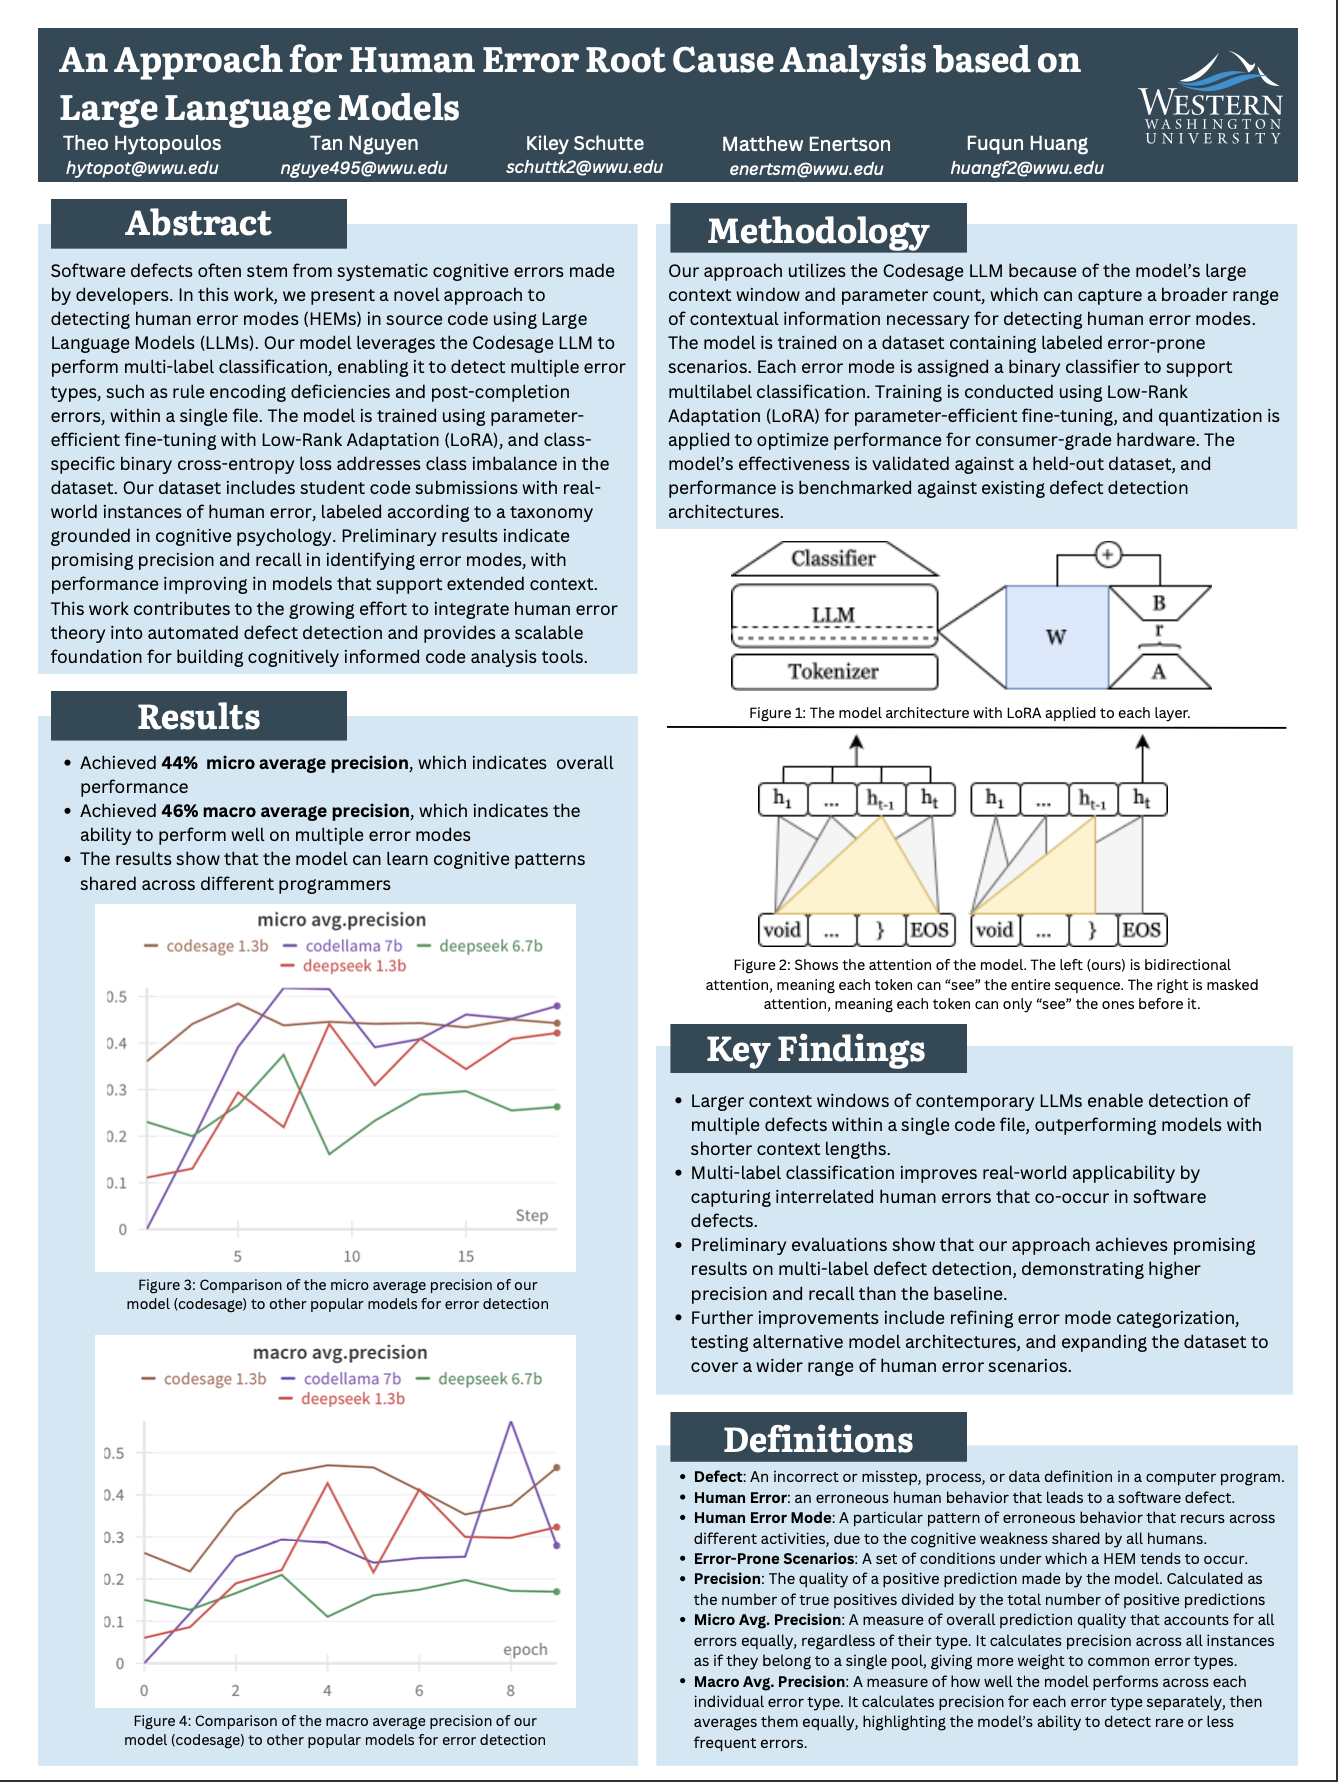 An Approach for Human Error Root Cause Analysis based on
Large Language Models
Theo Hytopoulos
hytopot@wwu.edu
Tan Nguyen
nguye495@wwu.edu
Kiley Schutte
schuttk2@wwu.edu
Matthew Enertson
enertsm@wwu.edu
Fuqun Huang
huangf2@wwu.edu
WESTERN
WASHINGTON
UNIVERSITY
Abstract
Software defects often stem from systematic cognitive errors made
by developers. In this work, we present a novel approach to
detecting human error modes (HEMs) in source code using Large
Language Models (LLMs). Our model leverages the Codesage LLM to
perform multi-label classification, enabling it to detect multiple error
types, such as rule encoding deficiencies and post-completion
errors, within a single file. The model is trained using parameter-
efficient fine-tuning with Low-Rank Adaptation (LoRA), and class-
specific binary cross-entropy loss addresses class imbalance in the
dataset. Our dataset includes student code submissions with real-
world instances of human error, labeled according to a taxonomy
grounded in cognitive psychology. Preliminary results indicate
promising precision and recall in identifying error modes, with
performance improving in models that support extended context.
This work contributes to the growing effort to integrate human error
theory into automated defect detection and provides a scalable
foundation for building cognitively informed code analysis tools.
Results
• Achieved 44%  micro average precision, which indicates  overall
performance
• Achieved 46% macro average precision, which indicates the
ability to perform well on multiple error modes
• The results show that the model can learn cognitive patterns
shared across different programmers
micro avg.precision
codesage 1.3b codellama 7b deepseek 6.7b
deepseek 1.3b
0.5
0.4
0.3
0.2
0.1
0
Step
5 10 15
Figure 3: Comparison of the micro average precision of our
model (codesage) to other popular models for error detection
macro avg.precision
codesage 1.3b codellama 7b deepseek 6.7b
deepseek 1.3b
0.5
0.4
0.3
0.2
0.1
0
epoch
0 2 4 6 8
Figure 4: Comparison of the macro average precision of our
model (codesage) to other popular models for error detection
Methodology
Our approach utilizes the Codesage LLM because of the model’s large
context window and parameter count, which can capture a broader range
of contextual information necessary for detecting human error modes.
The model is trained on a dataset containing labeled error-prone
scenarios. Each error mode is assigned a binary classifier to support
multilabel classification. Training is conducted using Low-Rank
Adaptation (LoRA) for parameter-efficient fine-tuning, and quantization is
applied to optimize performance for consumer-grade hardware. The
model’s effectiveness is validated against a held-out dataset, and
performance is benchmarked against existing defect detection
architectures.
Classifier
LLM
Tokenizer
W
+
B
r
A
Figure 1: The model architecture with LoRA applied to each layer.
h1 ... ht-1 ht
void ... } EOS
h1 ... ht-1 ht
void ... } EOS
Figure 2: Shows the attention of the model. The left (ours) is bidirectional
attention, meaning each token can “see” the entire sequence. The right is masked
attention, meaning each token can only “see” the ones before it.
Key Findings
• Larger context windows of contemporary LLMs enable detection of
multiple defects within a single code file, outperforming models with
shorter context lengths.
• Multi-label classification improves real-world applicability by
capturing interrelated human errors that co-occur in software
defects.
• Preliminary evaluations show that our approach achieves promising
results on multi-label defect detection, demonstrating higher
precision and recall than the baseline.
• Further improvements include refining error mode categorization,
testing alternative model architectures, and expanding the dataset to
cover a wider range of human error scenarios.
Definitions
• Defect: An incorrect or misstep, process, or data definition in a computer program.
• Human Error: an erroneous human behavior that leads to a software defect.
• Human Error Mode: A particular pattern of erroneous behavior that recurs across
different activities, due to the cognitive weakness shared by all humans.
• Error-Prone Scenarios: A set of conditions under which a HEM tends to occur.
• Precision: The quality of a positive prediction made by the model. Calculated as
the number of true positives divided by the total number of positive predictions
• Micro Avg. Precision: A measure of overall prediction quality that accounts for all
errors equally, regardless of their type. It calculates precision across all instances
as if they belong to a single pool, giving more weight to common error types.
• Macro Avg. Precision: A measure of how well the model performs across each
individual error type. It calculates precision for each error type separately, then
averages them equally, highlighting the model’s ability to detect rare or less
frequent errors.